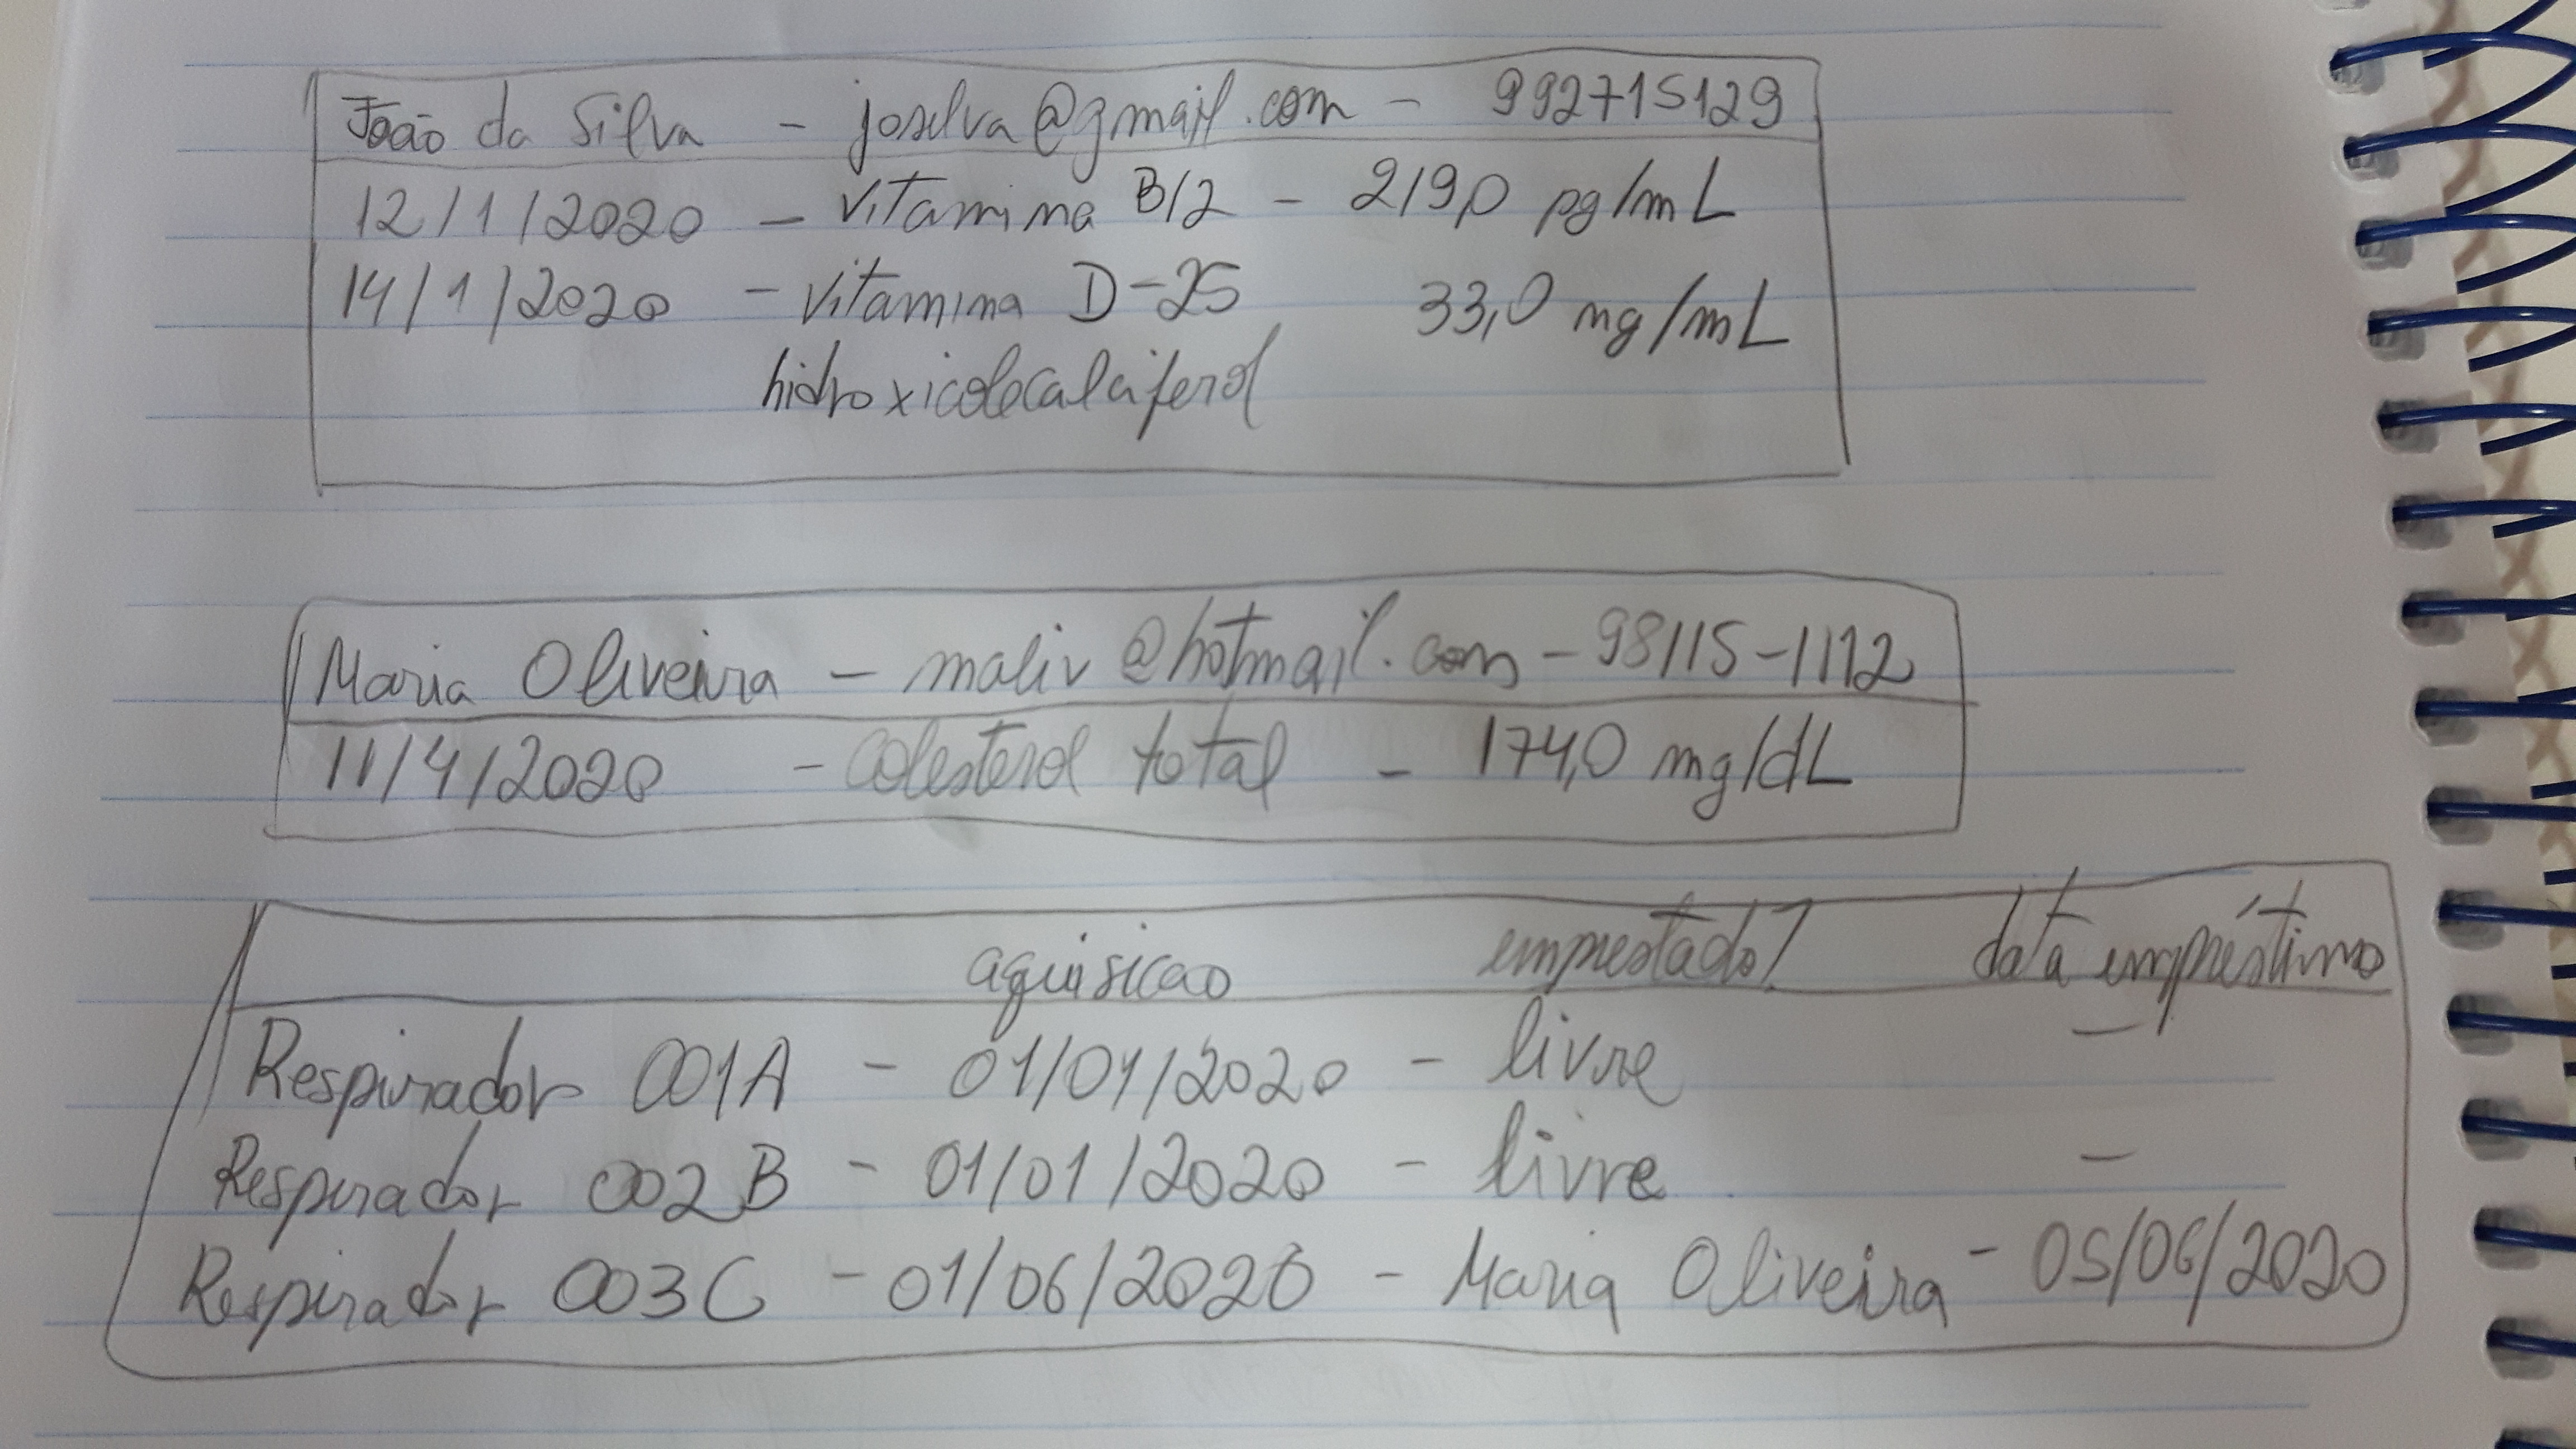 João da Silva - joselva@gmail.com - 992715129
12/1/2020 - Vitamina B12 - 219,0 pg/mL
14/1/2020 - Vitamina D-25 33,0 mg/mL
hidroxicolecalciferol
Maria Oliveira - maliv@hotmail.com - 98115-1112
11/4/2020 - Colesterol total - 174,0 mg/dL
aquisicao emprestado? data empréstimo
Respirador 001A - 01/01/2020 - livre -
Respirador 002B - 01/01/2020 - livre -
Respirador 003C - 01/06/2020 - Maria Oliveira - 05/06/2020